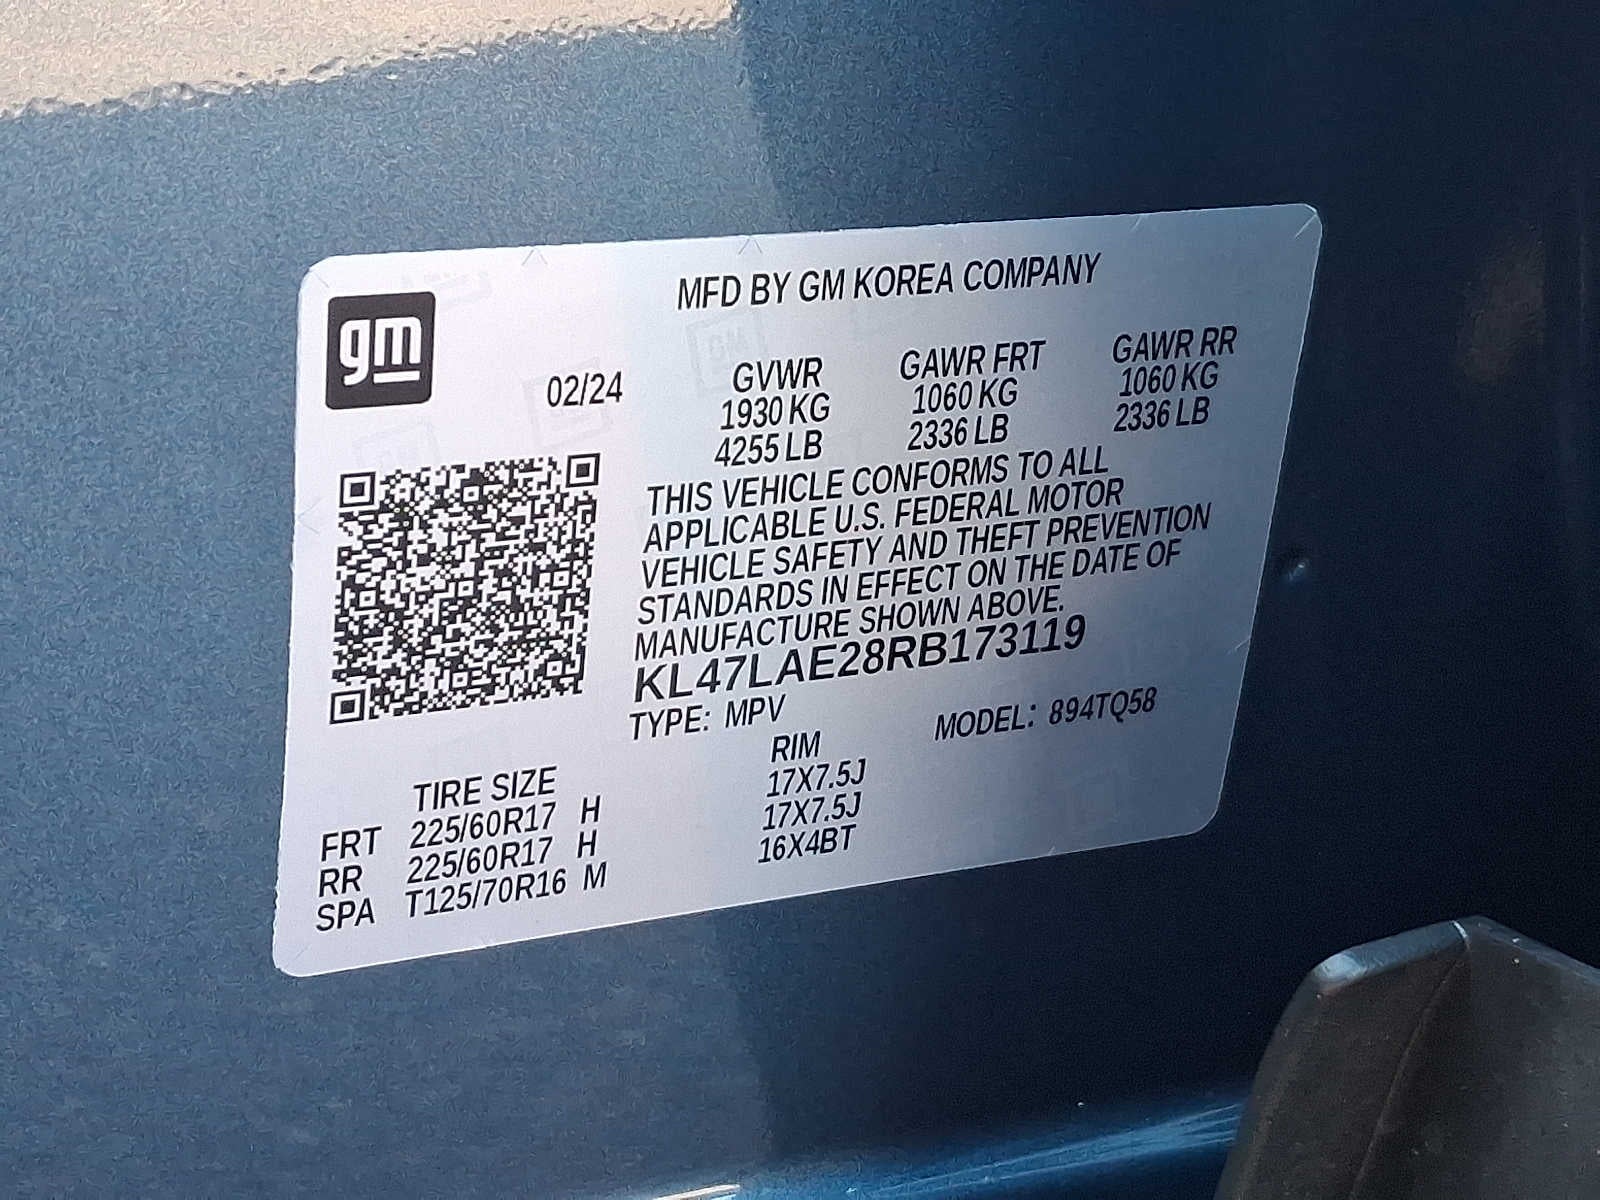 gm
MFD BY GM KOREA COMPANY
02/24
GVWR GAWR FRT GAWR RR
1930 KG 1060 KG 1060 KG
4255 LB 2336 LB 2336 LB
THIS VEHICLE CONFORMS TO ALL
APPLICABLE U.S. FEDERAL MOTOR
VEHICLE SAFETY AND THEFT PREVENTION
STANDARDS IN EFFECT ON THE DATE OF
MANUFACTURE SHOWN ABOVE.
KL47LAE28RB173119
TYPE: MPV MODEL: 894TQ58
TIRE SIZE RIM
FRT 225/60R17 H 17X7.5J
RR 225/60R17 H 17X7.5J
SPA T125/70R16 M 16X4BT